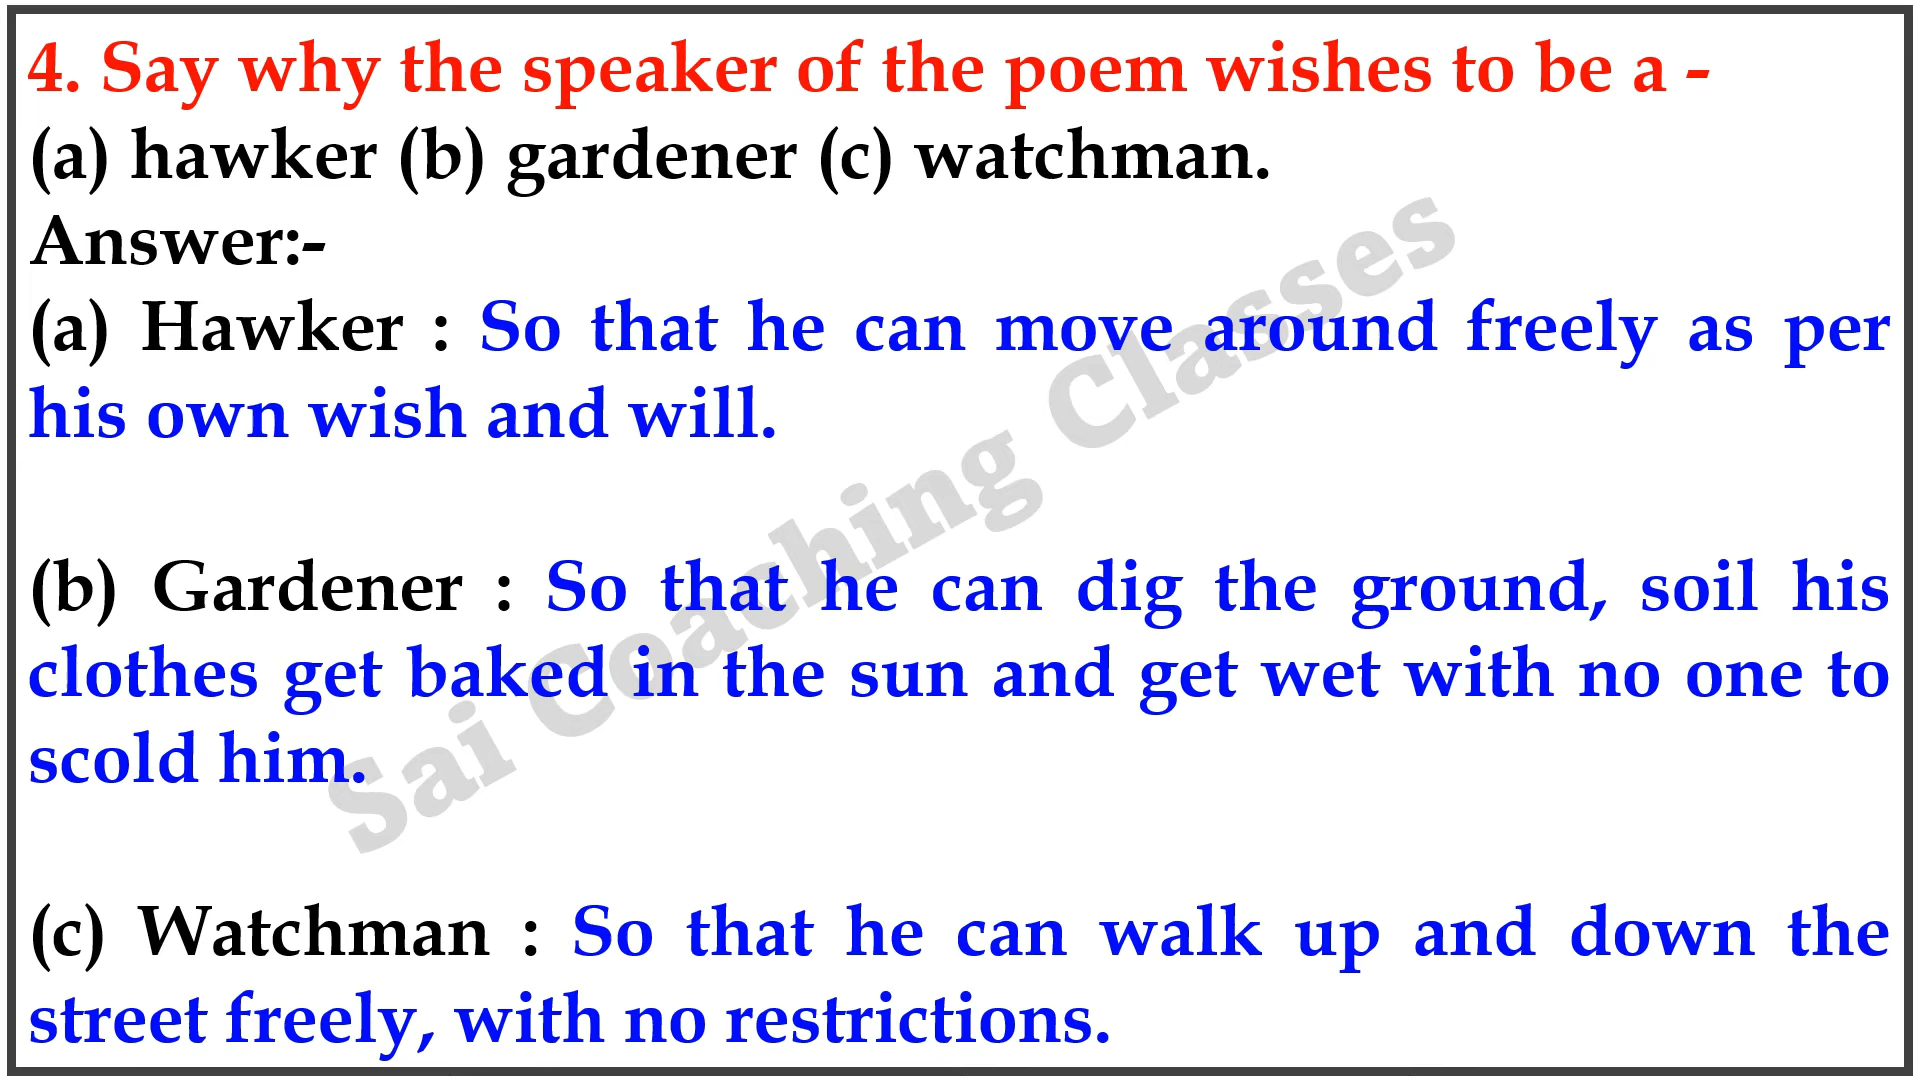 4. Say why the speaker of the poem wishes to be a -
(a) hawker (b) gardener (c) watchman.
Answer:-
(a) Hawker : So that he can move around freely as per
his own wish and will.
(b) Gardener : So that he can dig the ground, soil his
clothes get baked in the sun and get wet with no one to
scold him.
(c) Watchman : So that he can walk up and down the
street freely, with no restrictions.
Sai Coaching Classes